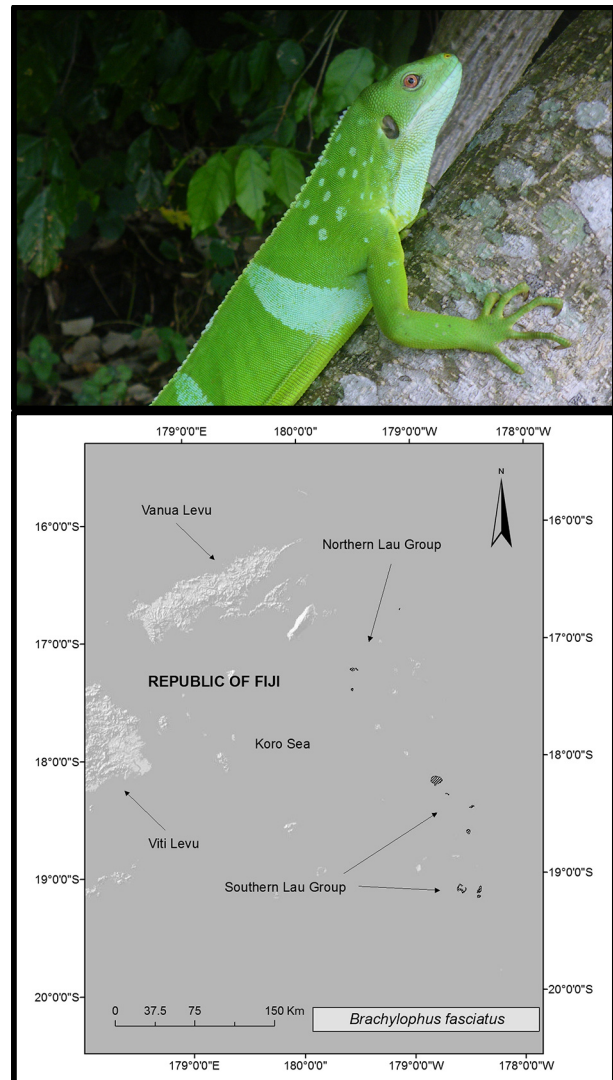 179°0'0"E
180°0'0"
179°0'0"W
178°0'0"W
N
16°0'0"S
Vanua Levu
16°0'0"S
Northern Lau Group
17°0'0"S
17°0'0"S
REPUBLIC OF FIJI
Koro Sea
18°0'0"S
18°0'0"S
Viti Levu
19°0'0"S
Southern Lau Group
19°0'0"S
20°0'0"S
20°0'0"S
0 37.5 75 150 Km
Brachylophus fasciatus
179°0'0"E
180°0'0"
179°0'0"W
178°0'0"W